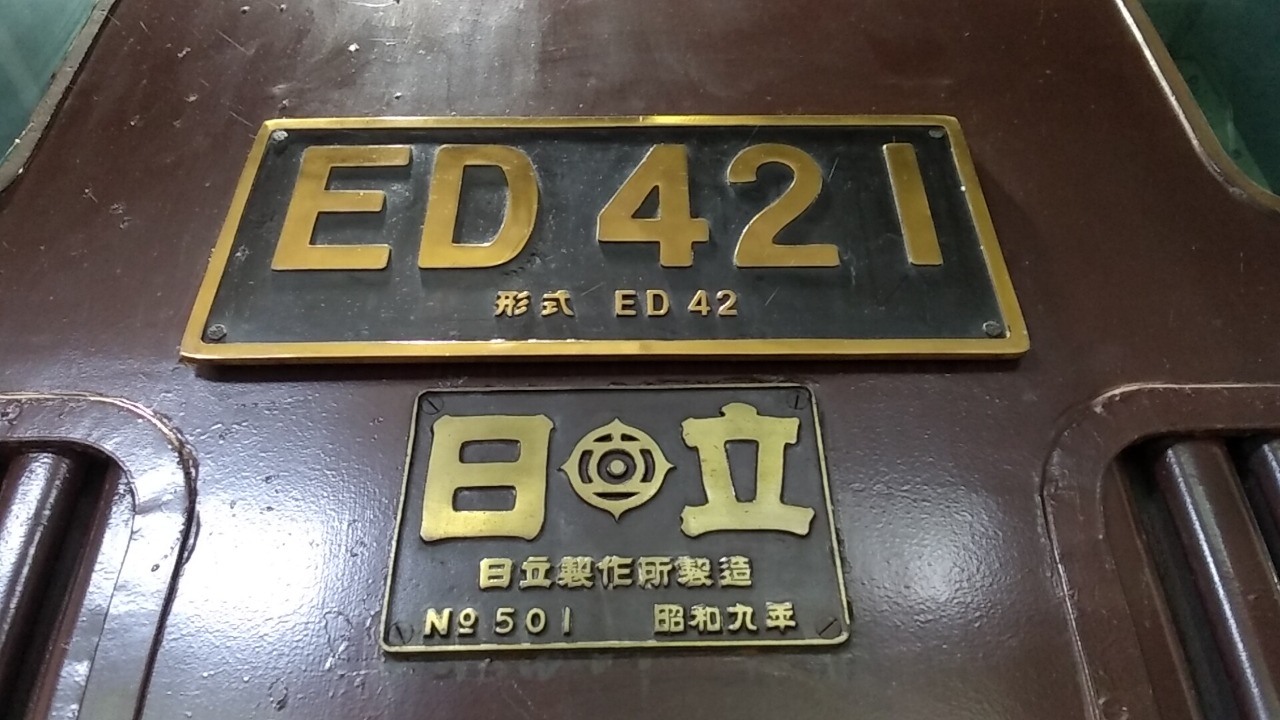 ED 42 1
形式 ED 42
日立
日立製作所製造
Nº 501 昭和九年